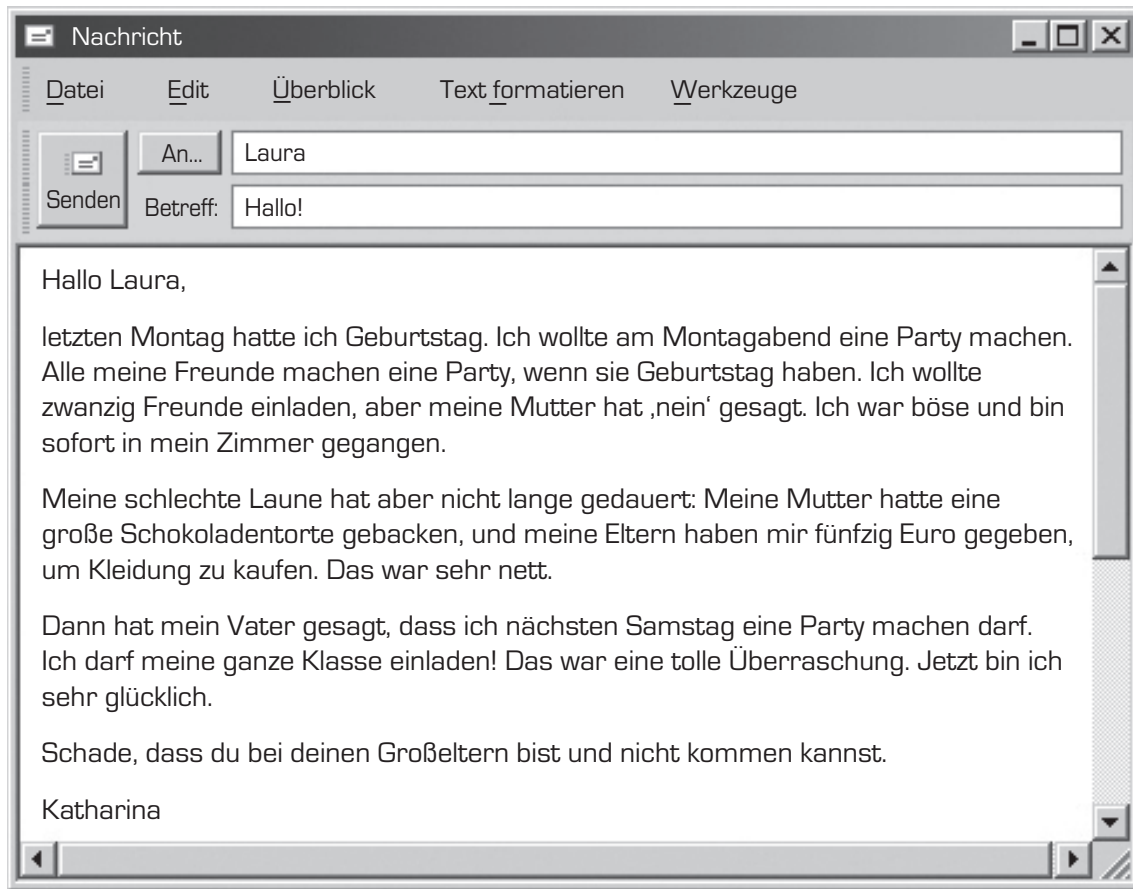 Nachricht
Datei Edit Überblick Text formatieren Werkzeuge
An... Laura
Senden
Betreff: Hallo!
Hallo Laura,
letzten Montag hatte ich Geburtstag. Ich wollte am Montagabend eine Party machen.
Alle meine Freunde machen eine Party, wenn sie Geburtstag haben. Ich wollte
zwanzig Freunde einladen, aber meine Mutter hat ‚nein‘ gesagt. Ich war böse und bin
sofort in mein Zimmer gegangen.
Meine schlechte Laune hat aber nicht lange gedauert: Meine Mutter hatte eine
große Schokoladentorte gebacken, und meine Eltern haben mir fünfzig Euro gegeben,
um Kleidung zu kaufen. Das war sehr nett.
Dann hat mein Vater gesagt, dass ich nächsten Samstag eine Party machen darf.
Ich darf meine ganze Klasse einladen! Das war eine tolle Überraschung. Jetzt bin ich
sehr glücklich.
Schade, dass du bei deinen Großeltern bist und nicht kommen kannst.
Katharina